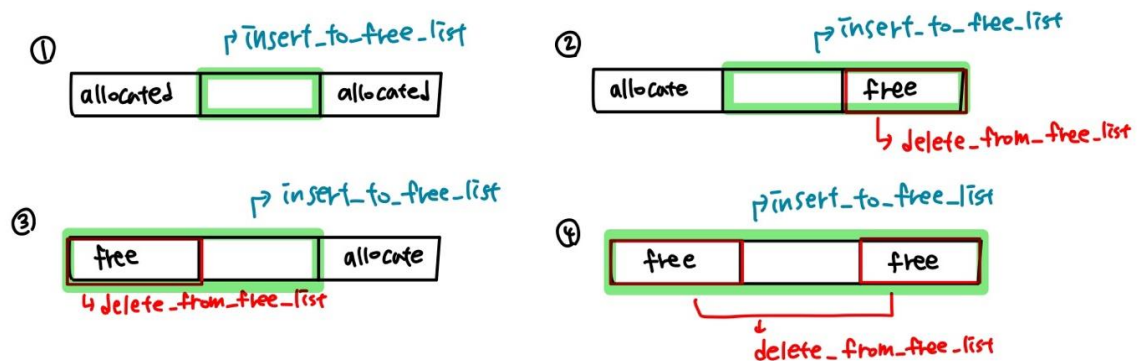 ① insert_to_free_list
allocated allocated
② insert_to_free_list
allocate free
delete_from_free_list
③ insert_to_free_list
free allocate
delete_from_free_list
④ insert_to_free_list
free free
delete_from_free_list